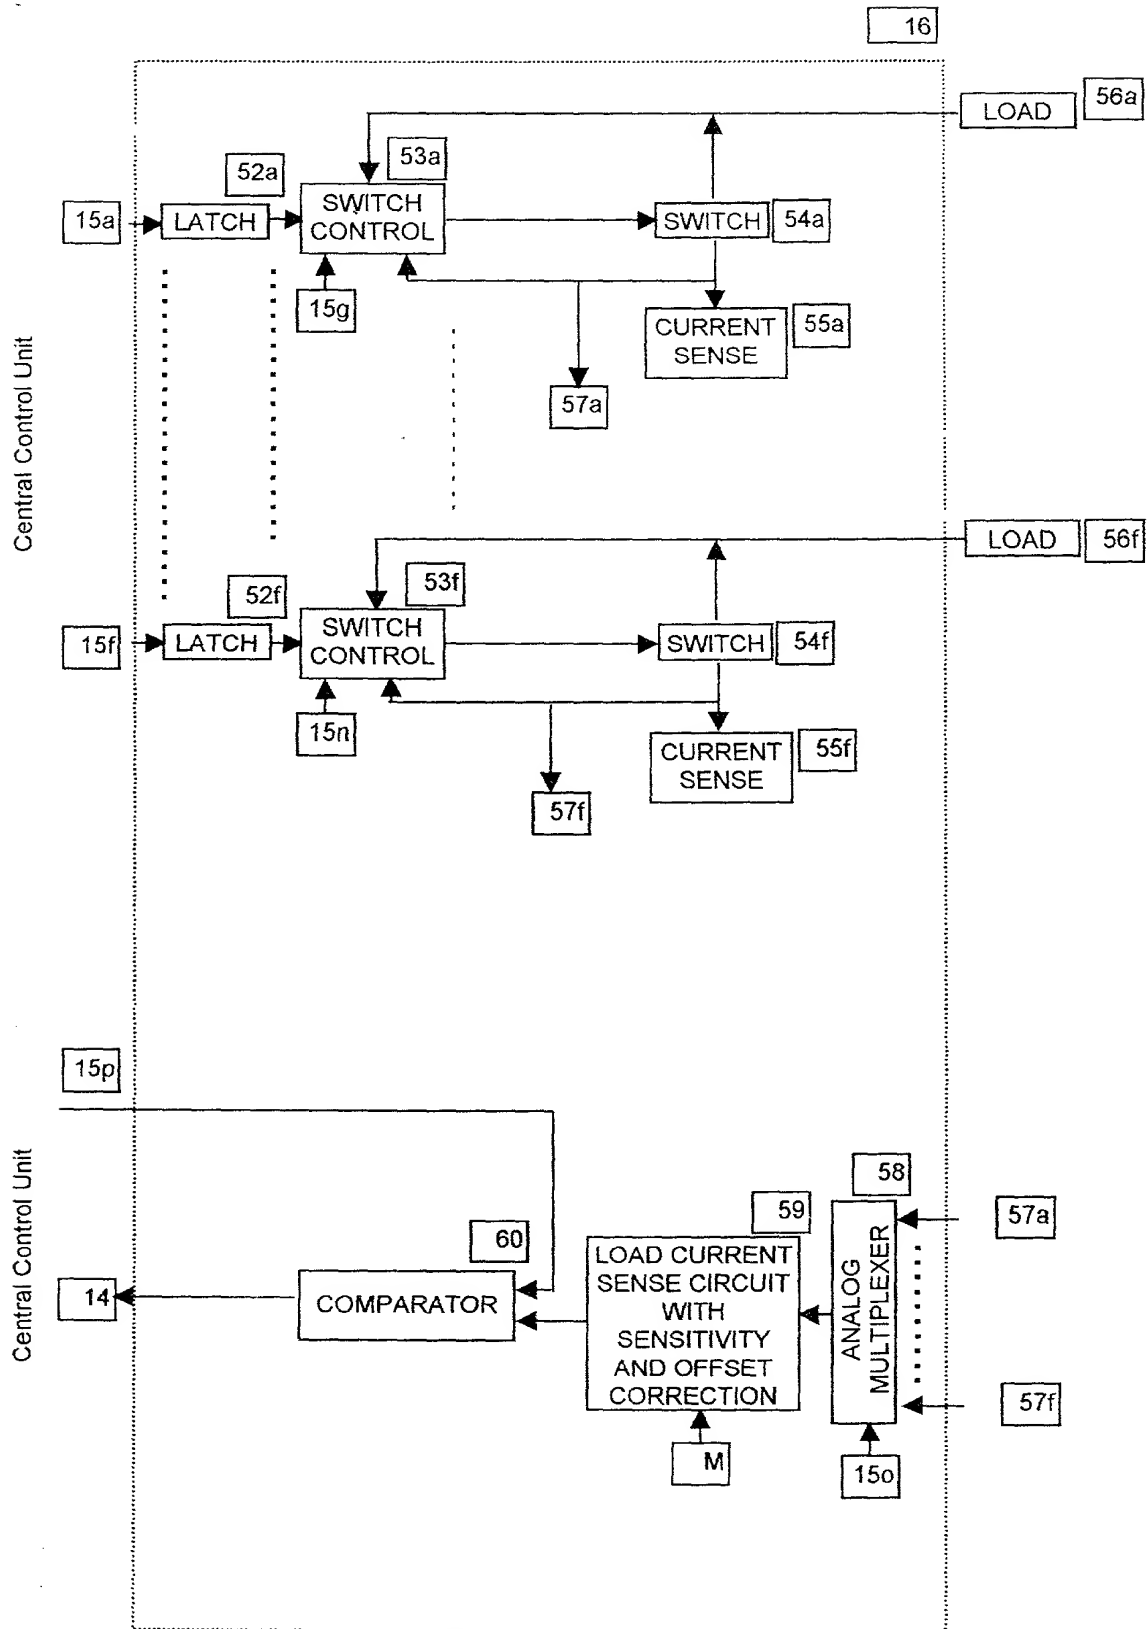 16
LOAD
56a
53a
52a
SWITCH
CONTROL
15a
LATCH
SWITCH
54a
15g
CURRENT
SENSE
55a
57a
Central Control Unit
LOAD
56f
53f
52f
SWITCH
CONTROL
15f
LATCH
SWITCH
54f
15n
CURRENT
SENSE
55f
57f
15p
Central Control Unit
58
59
57a
60
LOAD CURRENT
SENSE CIRCUIT
WITH
SENSITIVITY
AND OFFSET
CORRECTION
ANALOG
MULTIPLEXER
14
COMPARATOR
57f
M
15o